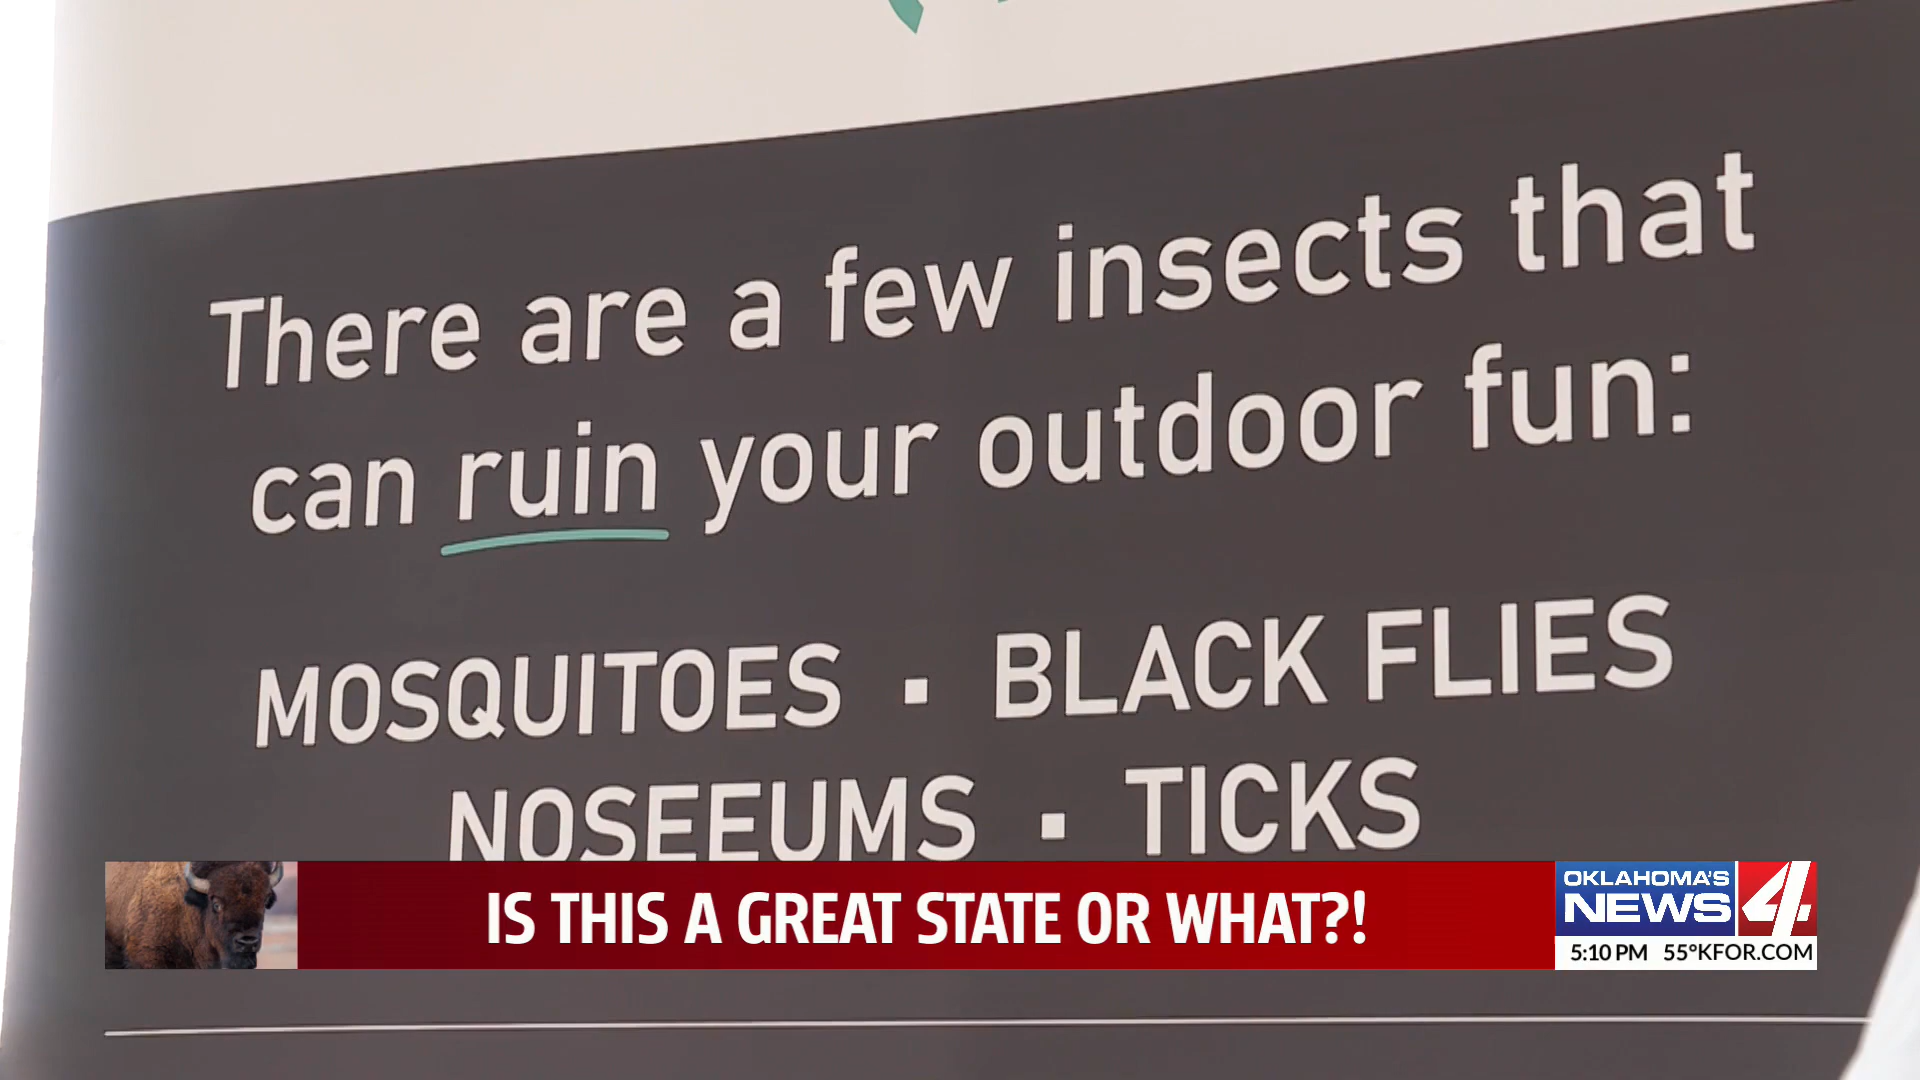 There are a few insects that
can ruin your outdoor fun:
MOSQUITOES ▪ BLACK FLIES
NOSEEUMS ▪ TICKS
IS THIS A GREAT STATE OR WHAT?!
OKLAHOMA'S
NEWS 4
5:10 PM 55° KFOR.COM